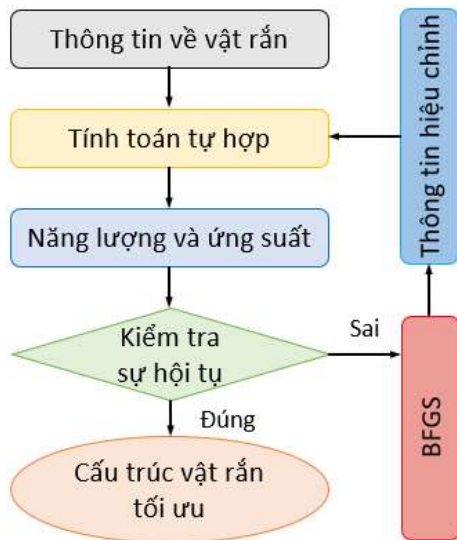 Thông tin về vật rắn
Tính toán tự hợp
Năng lượng và ứng suất
Kiểm tra
sự hội tụ
Sai
Đúng
Cấu trúc vật rắn
tối ưu
BFGS
Thông tin hiệu chỉnh